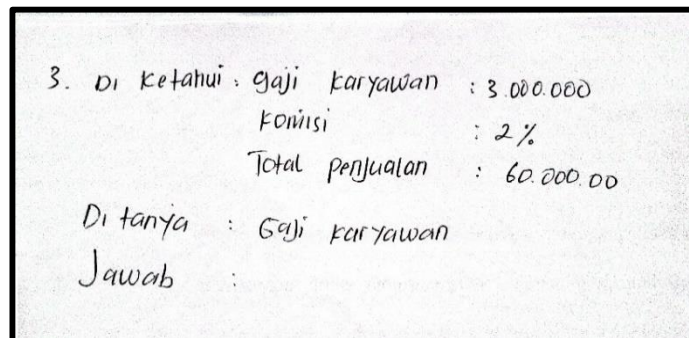 3. Di Ketahui : gaji karyawan : 3.000.000
Komisi : 2%
Total penjualan : 60.000.00
Di tanya : Gaji karyawan
Jawab :